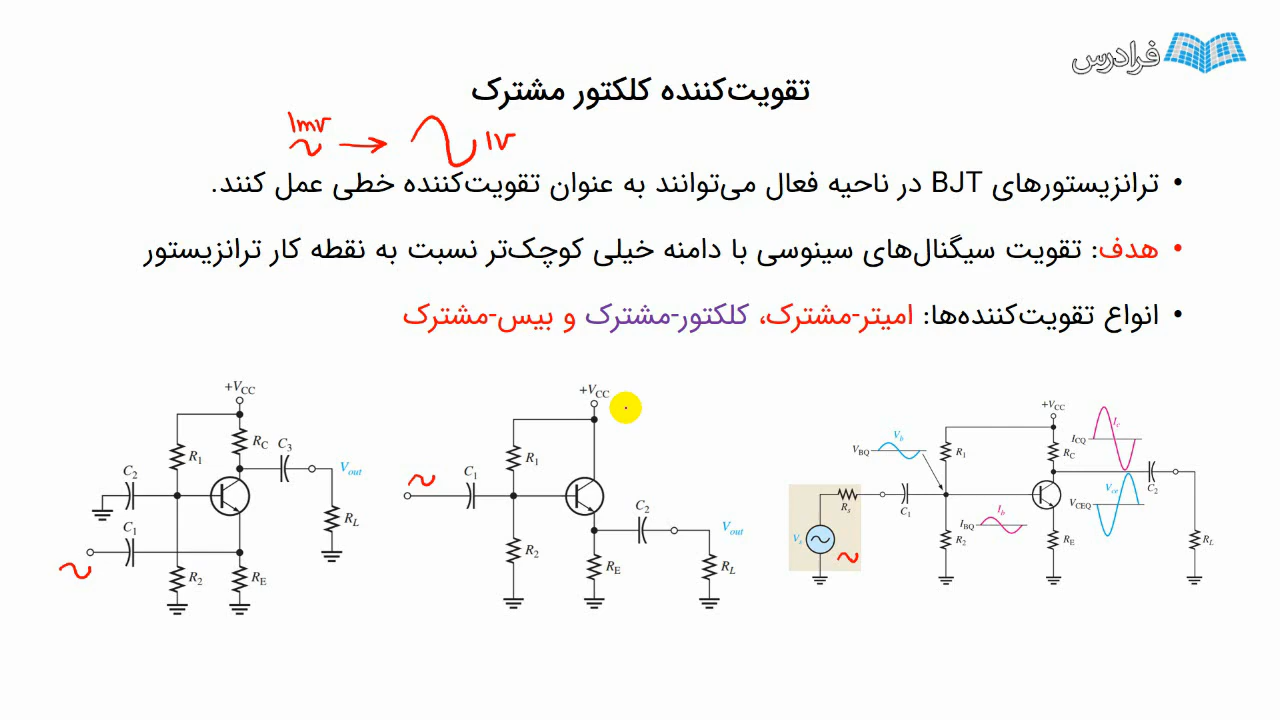 فرادرس
تقویت‌کننده کلکتور مشترک
1mv
1v
• ترانزیستورهای BJT در ناحیه فعال می‌توانند به عنوان تقویت‌کننده خطی عمل کنند.
• هدف: تقویت سیگنال‌های سینوسی با دامنه خیلی کوچک‌تر نسبت به نقطه کار ترانزیستور
• انواع تقویت‌کننده‌ها: امیتر-مشترک، کلکتور-مشترک و بیس-مشترک
+VCC
R1
RC
C3
Vout
C2
C1
RL
R2
RE
+VCC
R1
C1
C2
Vout
R2
RE
RL
+VCC
Ic
ICQ
Vb
VBQ
R1
RC
Vce
C2
Rs
C1
VCEQ
Ib
IBQ
Vs
R2
RE
RL